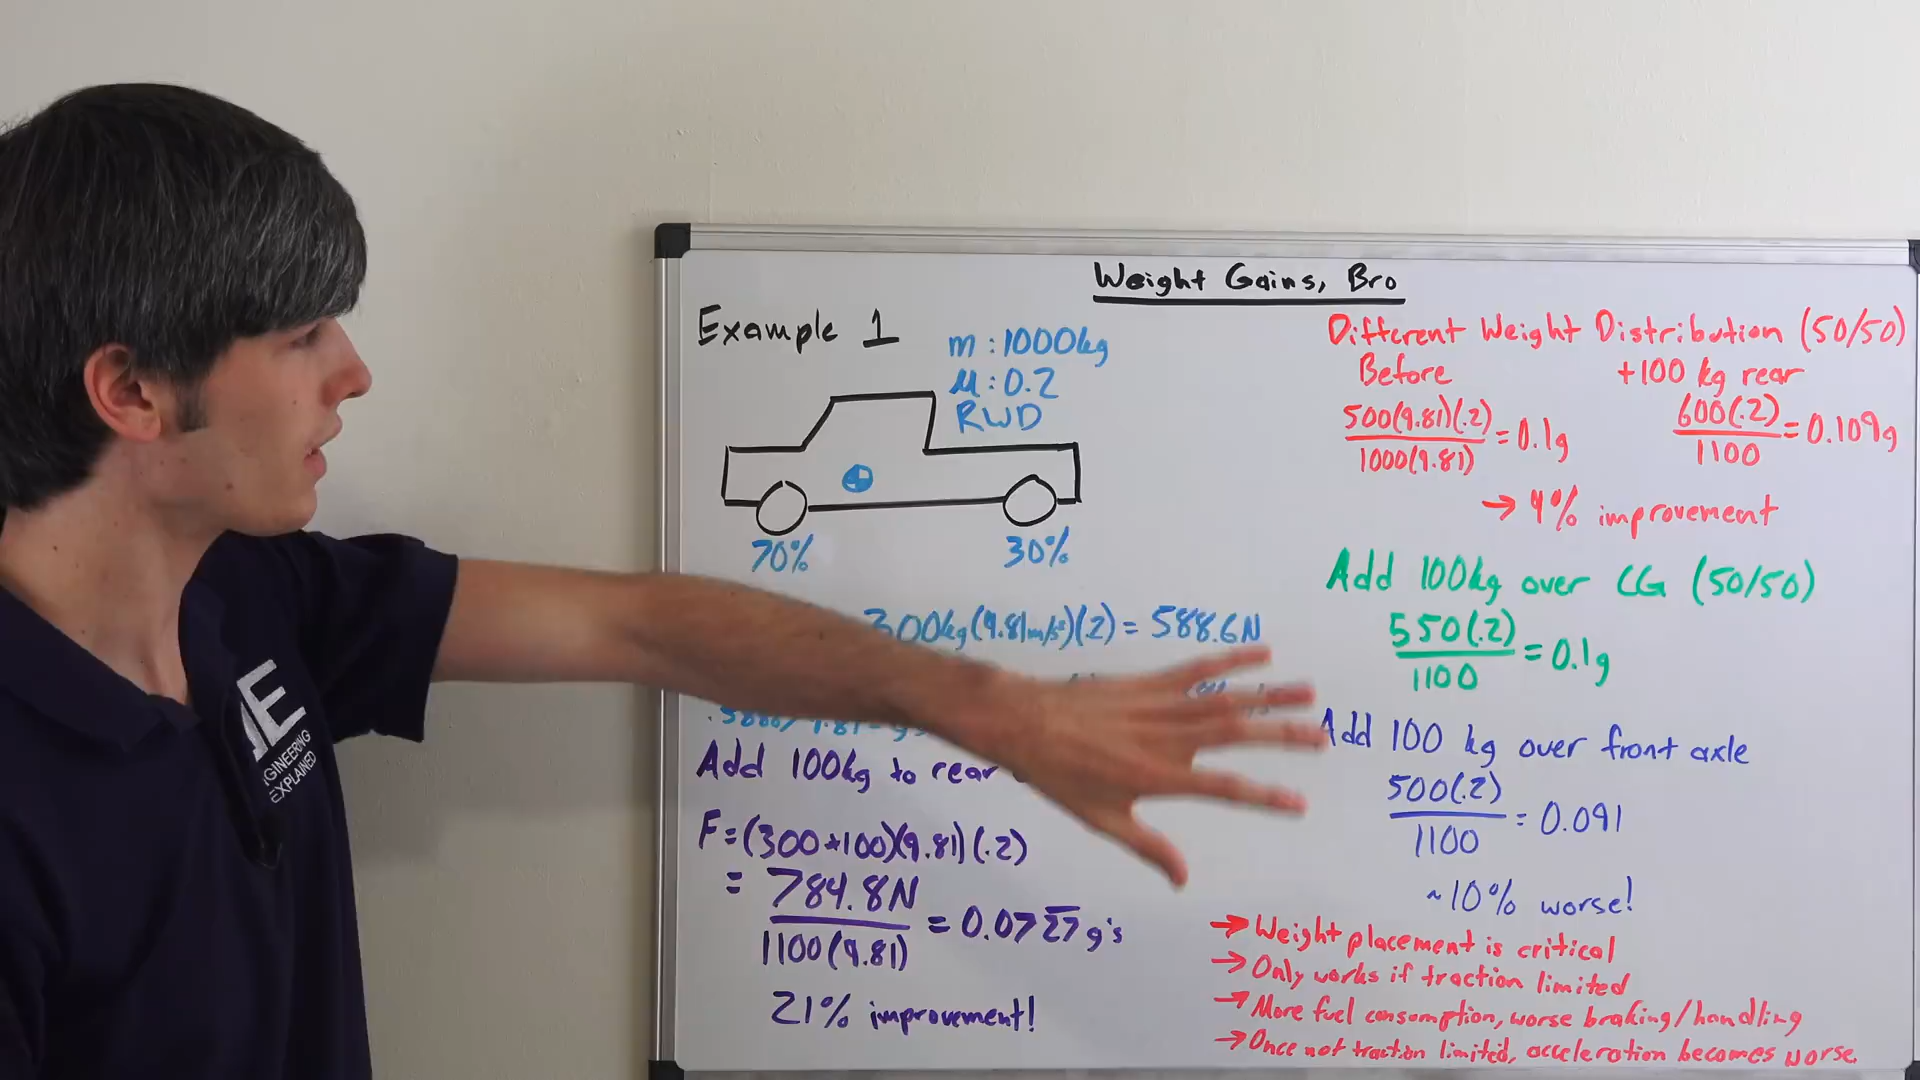 Weight Gains, Bro
Example 1
m : 1000kg
μ : 0.2
RWD
70%
30%
300kg(9.81m/s²)(.2) = 588.6N
Add 100kg to rear
F=(300+100)(9.81)(.2)
= 784.8N
1100(9.81)
= 0.0727 g's
21% improvement!
Different Weight Distribution (50/50)
Before
500(9.81)(.2)
1000(9.81)
=0.1g
+100 kg rear
600(.2)
1100
=0.109g
→ 9% improvement
Add 100kg over CG (50/50)
550(.2)
1100
=0.1g
Add 100 kg over front axle
500(.2)
1100
= 0.091
~10% worse!
→ Weight placement is critical
→ Only works if traction limited
→ More fuel consumption, worse braking/handling
→ Once not traction limited, acceleration becomes worse.
ENGINEERING
EXPLAINED